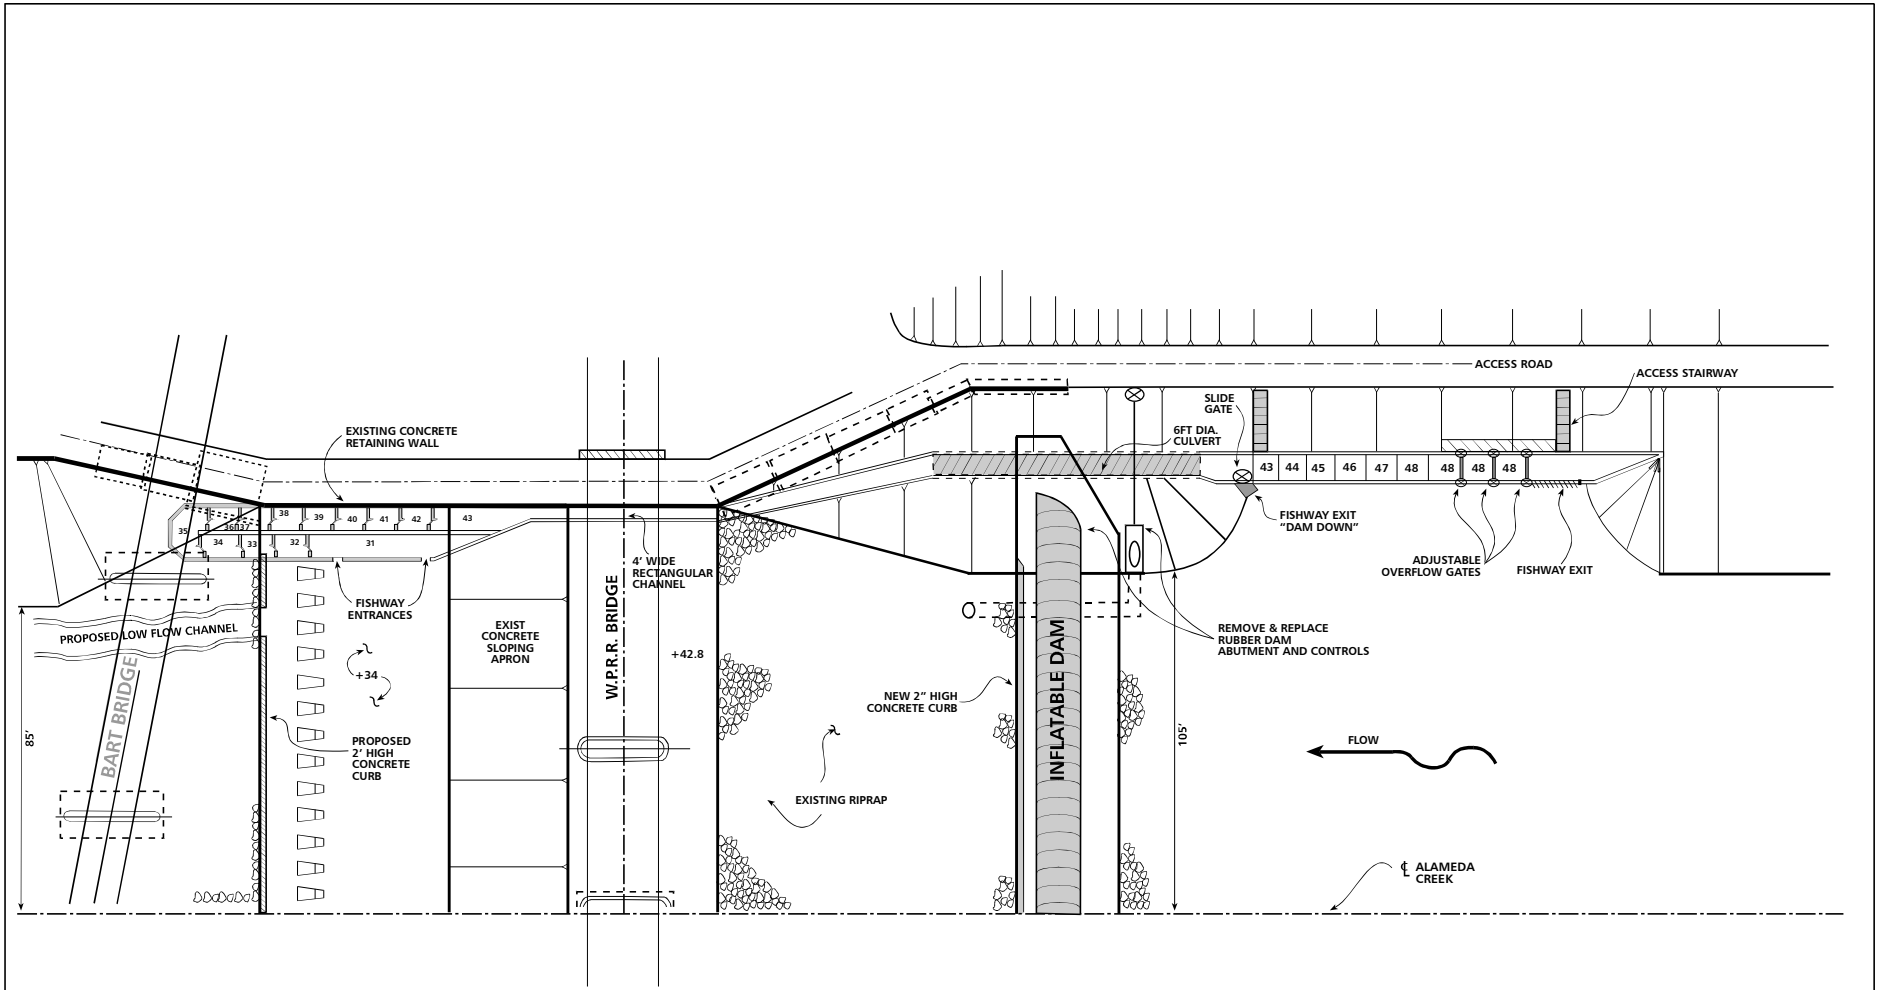 ACCESS ROAD
ACCESS STAIRWAY
SLIDE
GATE
6FT DIA.
CULVERT
EXISTING CONCRETE
RETAINING WALL
43 44 45 46 47 48 48 48 48
38 39 40 41 42 43
35 36 37
34 33 32 31
FISHWAY EXIT
“DAM DOWN”
ADJUSTABLE
OVERFLOW GATES
FISHWAY EXIT
4’ WIDE
RECTANGULAR
CHANNEL
FISHWAY
ENTRANCES
PROPOSED LOW FLOW CHANNEL
EXIST
CONCRETE
SLOPING
APRON
W.P.R.R. BRIDGE
+42.8
+34
REMOVE & REPLACE
RUBBER DAM
ABUTMENT AND CONTROLS
NEW 2” HIGH
CONCRETE CURB
INFLATABLE DAM
BART BRIDGE
85’
105’
PROPOSED
2’ HIGH
CONCRETE
CURB
FLOW
EXISTING RIPRAP
℄ ALAMEDA
CREEK